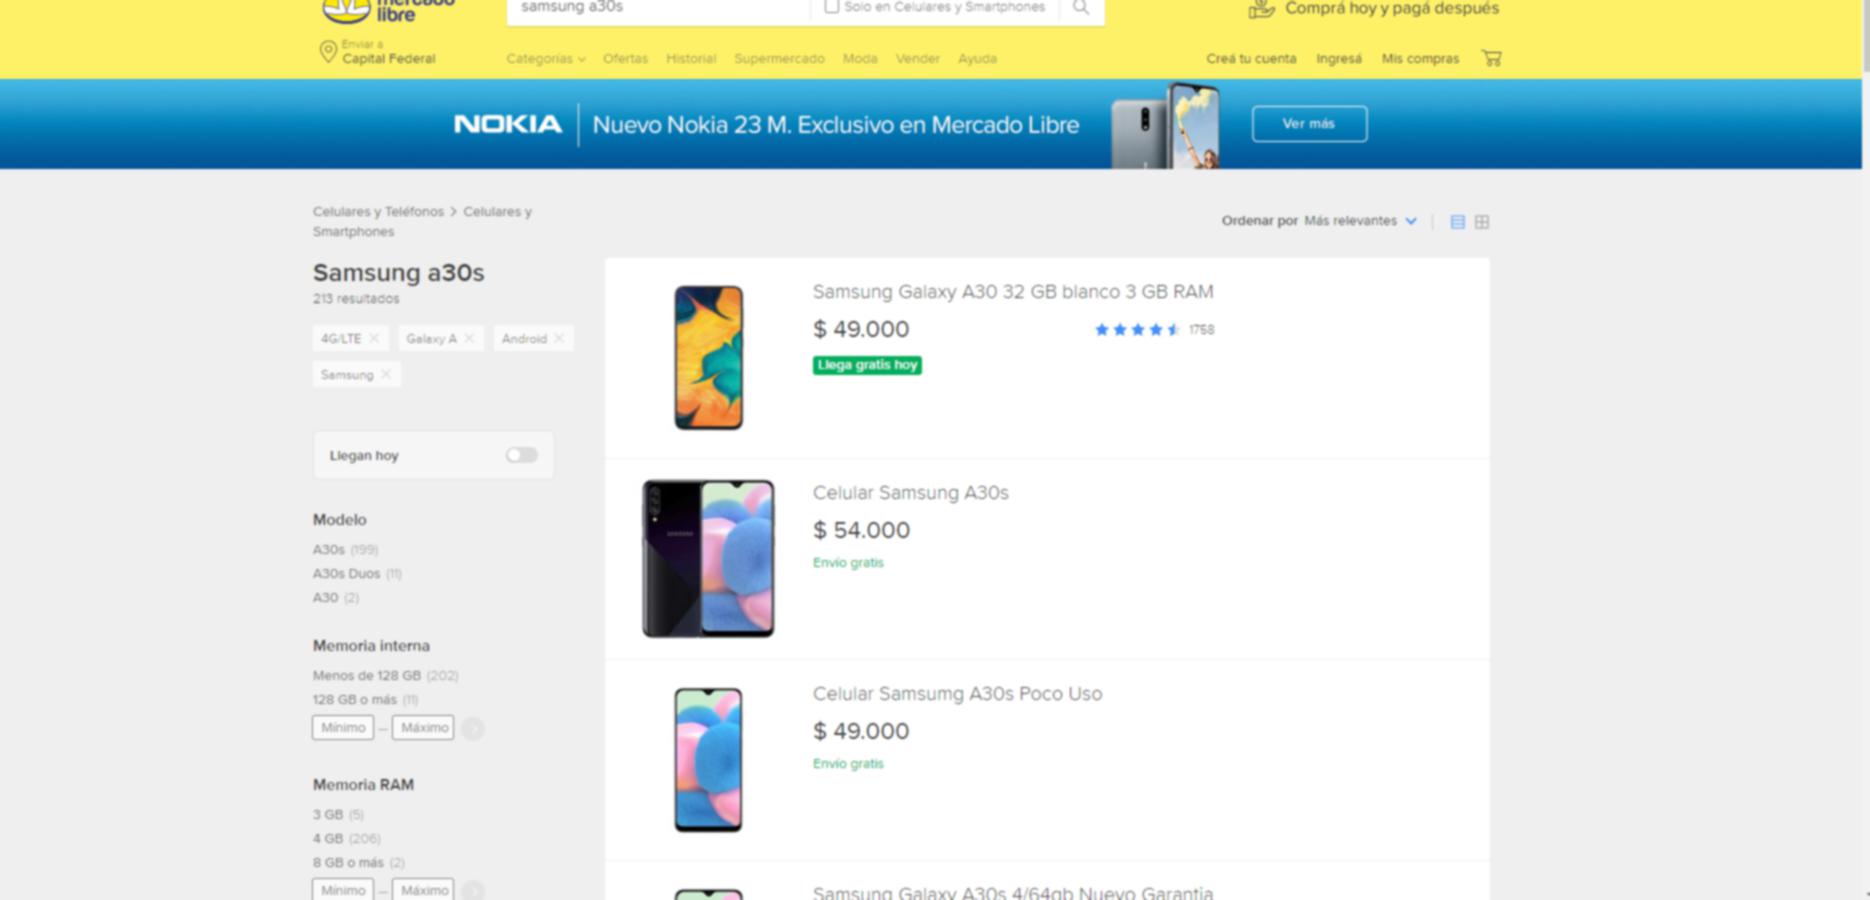 mercado
libre
samsung a30s
Solo en Celulares y Smartphones
Comprá hoy y pagá después
Enviar a
Capital Federal
Categorías
Ofertas
Historial
Supermercado
Moda
Vender
Ayuda
Creá tu cuenta
Ingresá
Mis compras
NOKIA
Nuevo Nokia 23 M. Exclusivo en Mercado Libre
Ver más
Celulares y Teléfonos > Celulares y
Smartphones
Ordenar por Más relevantes
Samsung a30s
213 resultados
4G/LTE
Galaxy A
Android
Samsung
Llegan hoy
Modelo
A30s (199)
A30s Duos (11)
A30 (2)
Memoria interna
Menos de 128 GB (202)
128 GB o más (11)
Mínimo — Máximo
Memoria RAM
3 GB (5)
4 GB (206)
8 GB o más (2)
Mínimo — Máximo
Samsung Galaxy A30 32 GB blanco 3 GB RAM
$ 49.000
1758
Llega gratis hoy
SAMSUNG
Celular Samsung A30s
$ 54.000
Envío gratis
Celular Samsumg A30s Poco Uso
$ 49.000
Envío gratis
Samsung Galaxy A30s 4/64gb Nuevo Garantia